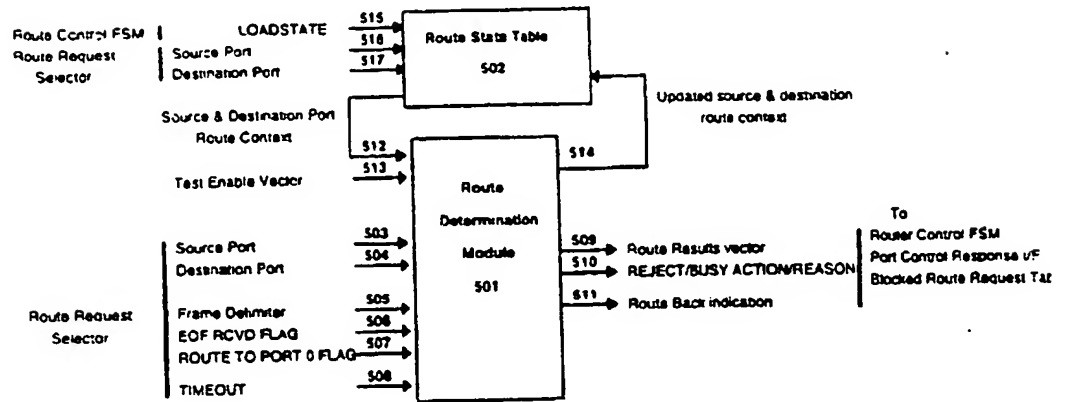 515
Route Control FSM
LOADSTATE
516
Route Request
Selector
Source Port
517
Destination Port
Route State Table
502
Source & Destination Port
Route Context
Updated source & destination
route context
512
513
Test Enable Vector
514
Route
Determination
Module
501
503
Source Port
504
Destination Port
505
Frame Delimiter
506
EOF RCVD FLAG
507
ROUTE TO PORT 0 FLAG
508
TIMEOUT
Route Request
Selector
509
Route Results vector
510
REJECT/BUSY ACTION/REASON
511
Route Back indication
To
Router Control FSM
Port Control Response I/F
Blocked Route Request Tab